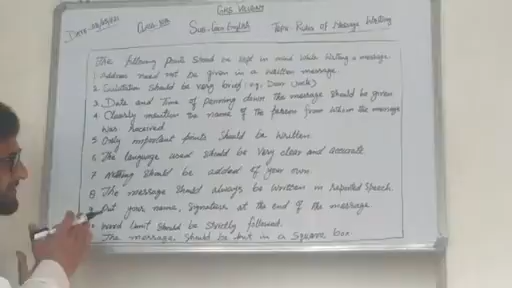 GHS VAILOO
Sub:- Gen English Topic Rules of Message Writing
The following points should be kept in mind while writing a message
1 Address need not be given in a written message.
2. Salutation should be very brief: eg, Dear Uncle)
3. Date and Time of penning down the message should be given
4. Clearly mention the name of the person from whom the message
was received
5. Only important points should be written.
6 The language used should be very clear and accurate
7 Nothing should be added of your own.
8 The message should always be written in reported speech.
9 Put your name, signature at the end of the message
word limit should be strictly followed.
The message should be put in a square box.